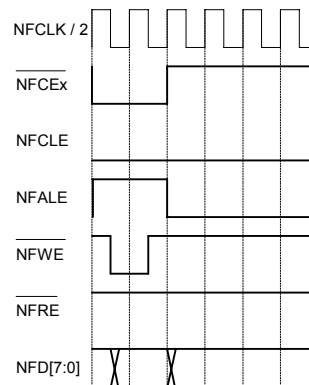 NFCLK / 2
NFCEx
NFCLE
NFALE
NFWE
NFRE
NFD[7:0]